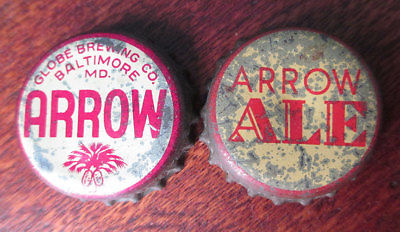 GLOBE BREWING CO.
BALTIMORE
MD.
ARROW
ARROW
ALE